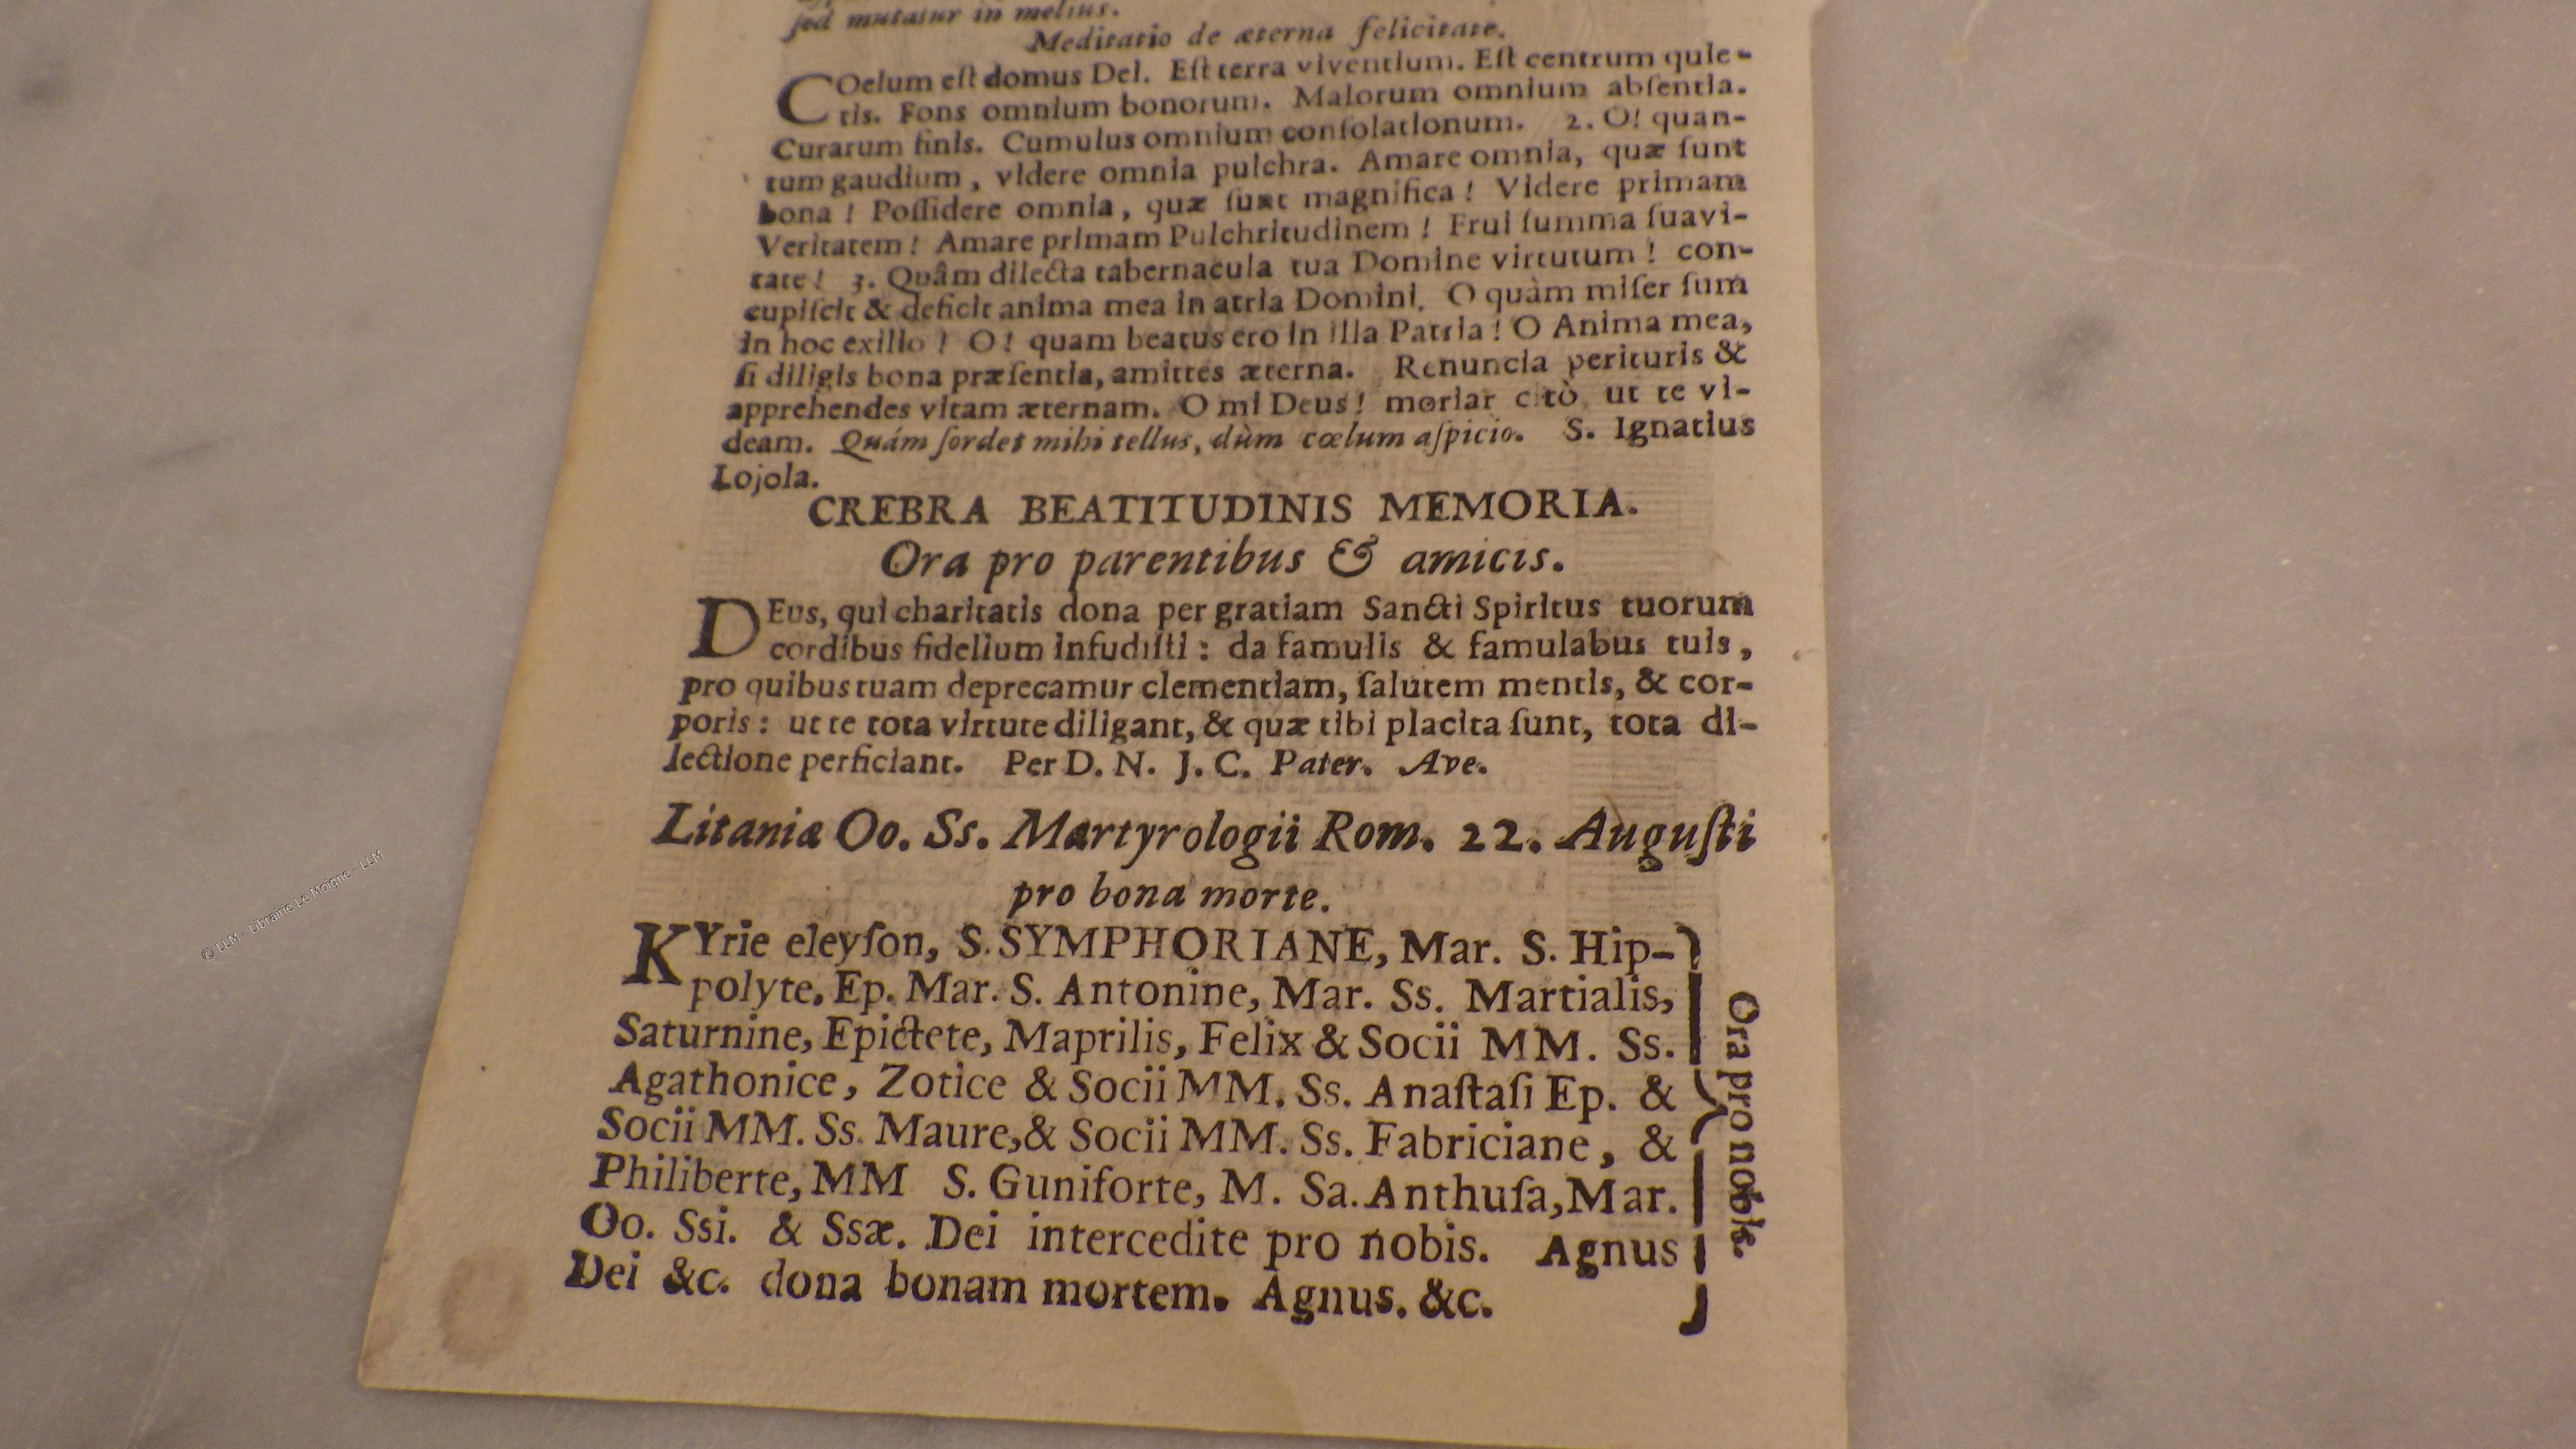 sed mutatur in melius.
Meditatio de æterna felicitate.
COelum eſt domus Dei. Eſt terra viventium. Eſt centrum quie-
tis. Fons omnium bonorum. Malorum omnium abſentia.
Curarum finis. Cumulus omnium conſolationum. 2. O! quan-
tum gaudium, videre omnia pulchra. Amare omnia, quæ ſunt
bona! Poſſidere omnia, quæ ſunt magnifica! Videre primam
Veritatem! Amare primam Pulchritudinem! Frui ſumma ſuavi-
tate! 3. Quâm dilecta tabernacula tua Domine virtutum! con-
cupiſcit & deficit anima mea in atria Domini. O quàm miſer ſum
in hoc exilio! O! quam beatus ero in illa Patria! O Anima mea,
ſi diligis bona præſentia, amittes æterna. Renuncia perituris &
apprehendes vitam æternam. O mi Deus! moriar citò, ut te vi-
deam. Quám ſordet mihi tellus, dùm cœlum aſpicio. S. Ignatius
Lojola.
CREBRA BEATITUDINIS MEMORIA.
Ora pro parentibus & amicis.
DEus, qui charitatis dona per gratiam Sancti Spiritus tuorum
cordibus fidelium infudiſti: da famulis & famulabus tuis,
pro quibus tuam deprecamur clementiam, ſalutem mentis, & cor-
poris: ut te tota virtute diligant, & quæ tibi placita ſunt, tota di-
lectione perficiant. Per D. N. J. C. Pater. Ave.
Litaniæ Oo. Ss. Martyrologii Rom. 22. Auguſti
pro bona morte.
KYrie eleyſon, S. SYMPHORIANE, Mar. S. Hip-
polyte, Ep. Mar. S. Antonine, Mar. Ss. Martialis,
Saturnine, Epictete, Maprilis, Felix & Socii MM. Ss.
Agathonice, Zotice & Socii MM. Ss. Anaſtaſi Ep. &
Socii MM. Ss. Maure, & Socii MM. Ss. Fabriciane, &
Philiberte, MM S. Guniforte, M. Sa. Anthuſa, Mar.
Oo. Ssi. & Ssæ. Dei intercedite pro nobis. Agnus
Dei &c. dona bonam mortem. Agnus. &c.
Ora pro nobis.
© LLM - Librairie Le Moigne - LLM